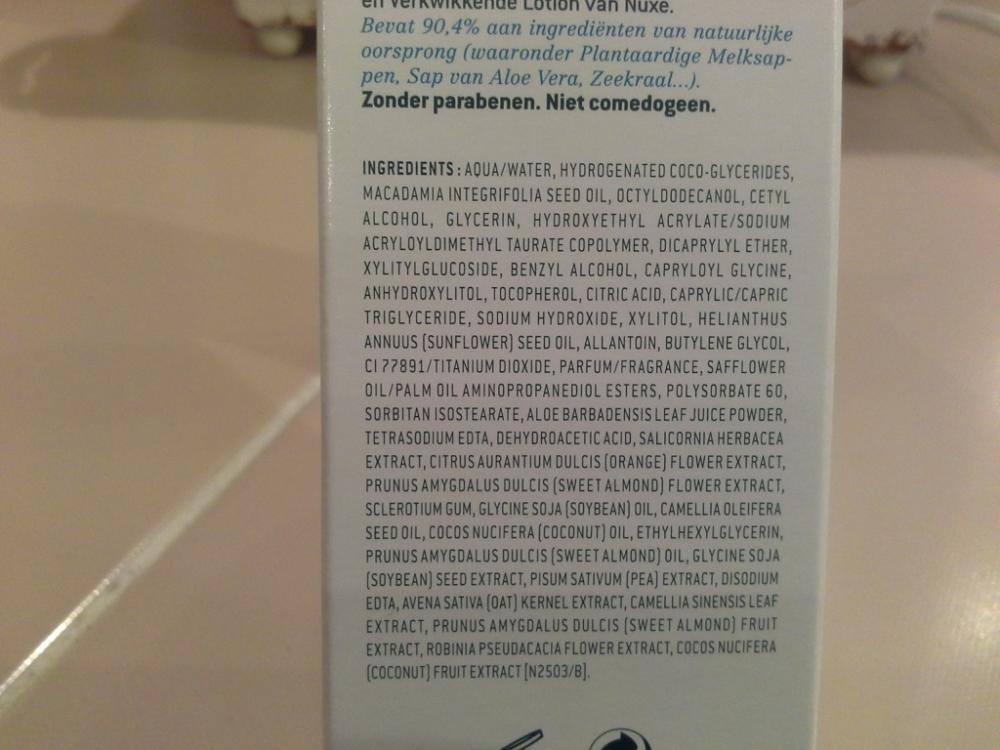 en verkwikkende Lotion van Nuxe.
Bevat 90,4% aan ingrediënten van natuurlijke
oorsprong (waaronder Plantaardige Melksap-
pen, Sap van Aloe Vera, Zeekraal...).
Zonder parabenen. Niet comedogeen.
INGREDIENTS : AQUA/WATER, HYDROGENATED COCO-GLYCERIDES,
MACADAMIA INTEGRIFOLIA SEED OIL, OCTYLDODECANOL, CETYL
ALCOHOL, GLYCERIN, HYDROXYETHYL ACRYLATE/SODIUM
ACRYLOYLDIMETHYL TAURATE COPOLYMER, DICAPRYLYL ETHER,
XYLITYLGLUCOSIDE, BENZYL ALCOHOL, CAPRYLOYL GLYCINE,
ANHYDROXYLITOL, TOCOPHEROL, CITRIC ACID, CAPRYLIC/CAPRIC
TRIGLYCERIDE, SODIUM HYDROXIDE, XYLITOL, HELIANTHUS
ANNUUS (SUNFLOWER) SEED OIL, ALLANTOIN, BUTYLENE GLYCOL,
CI 77891/TITANIUM DIOXIDE, PARFUM/FRAGRANCE, SAFFLOWER
OIL/PALM OIL AMINOPROPANEDIOL ESTERS, POLYSORBATE 60,
SORBITAN ISOSTEARATE, ALOE BARBADENSIS LEAF JUICE POWDER,
TETRASODIUM EDTA, DEHYDROACETIC ACID, SALICORNIA HERBACEA
EXTRACT, CITRUS AURANTIUM DULCIS (ORANGE) FLOWER EXTRACT,
PRUNUS AMYGDALUS DULCIS (SWEET ALMOND) FLOWER EXTRACT,
SCLEROTIUM GUM, GLYCINE SOJA (SOYBEAN) OIL, CAMELLIA OLEIFERA
SEED OIL, COCOS NUCIFERA (COCONUT) OIL, ETHYLHEXYLGLYCERIN,
PRUNUS AMYGDALUS DULCIS (SWEET ALMOND) OIL, GLYCINE SOJA
(SOYBEAN) SEED EXTRACT, PISUM SATIVUM (PEA) EXTRACT, DISODIUM
EDTA, AVENA SATIVA (OAT) KERNEL EXTRACT, CAMELLIA SINENSIS LEAF
EXTRACT, PRUNUS AMYGDALUS DULCIS (SWEET ALMOND) FRUIT
EXTRACT, ROBINIA PSEUDACACIA FLOWER EXTRACT, COCOS NUCIFERA
(COCONUT) FRUIT EXTRACT [N2503/B].